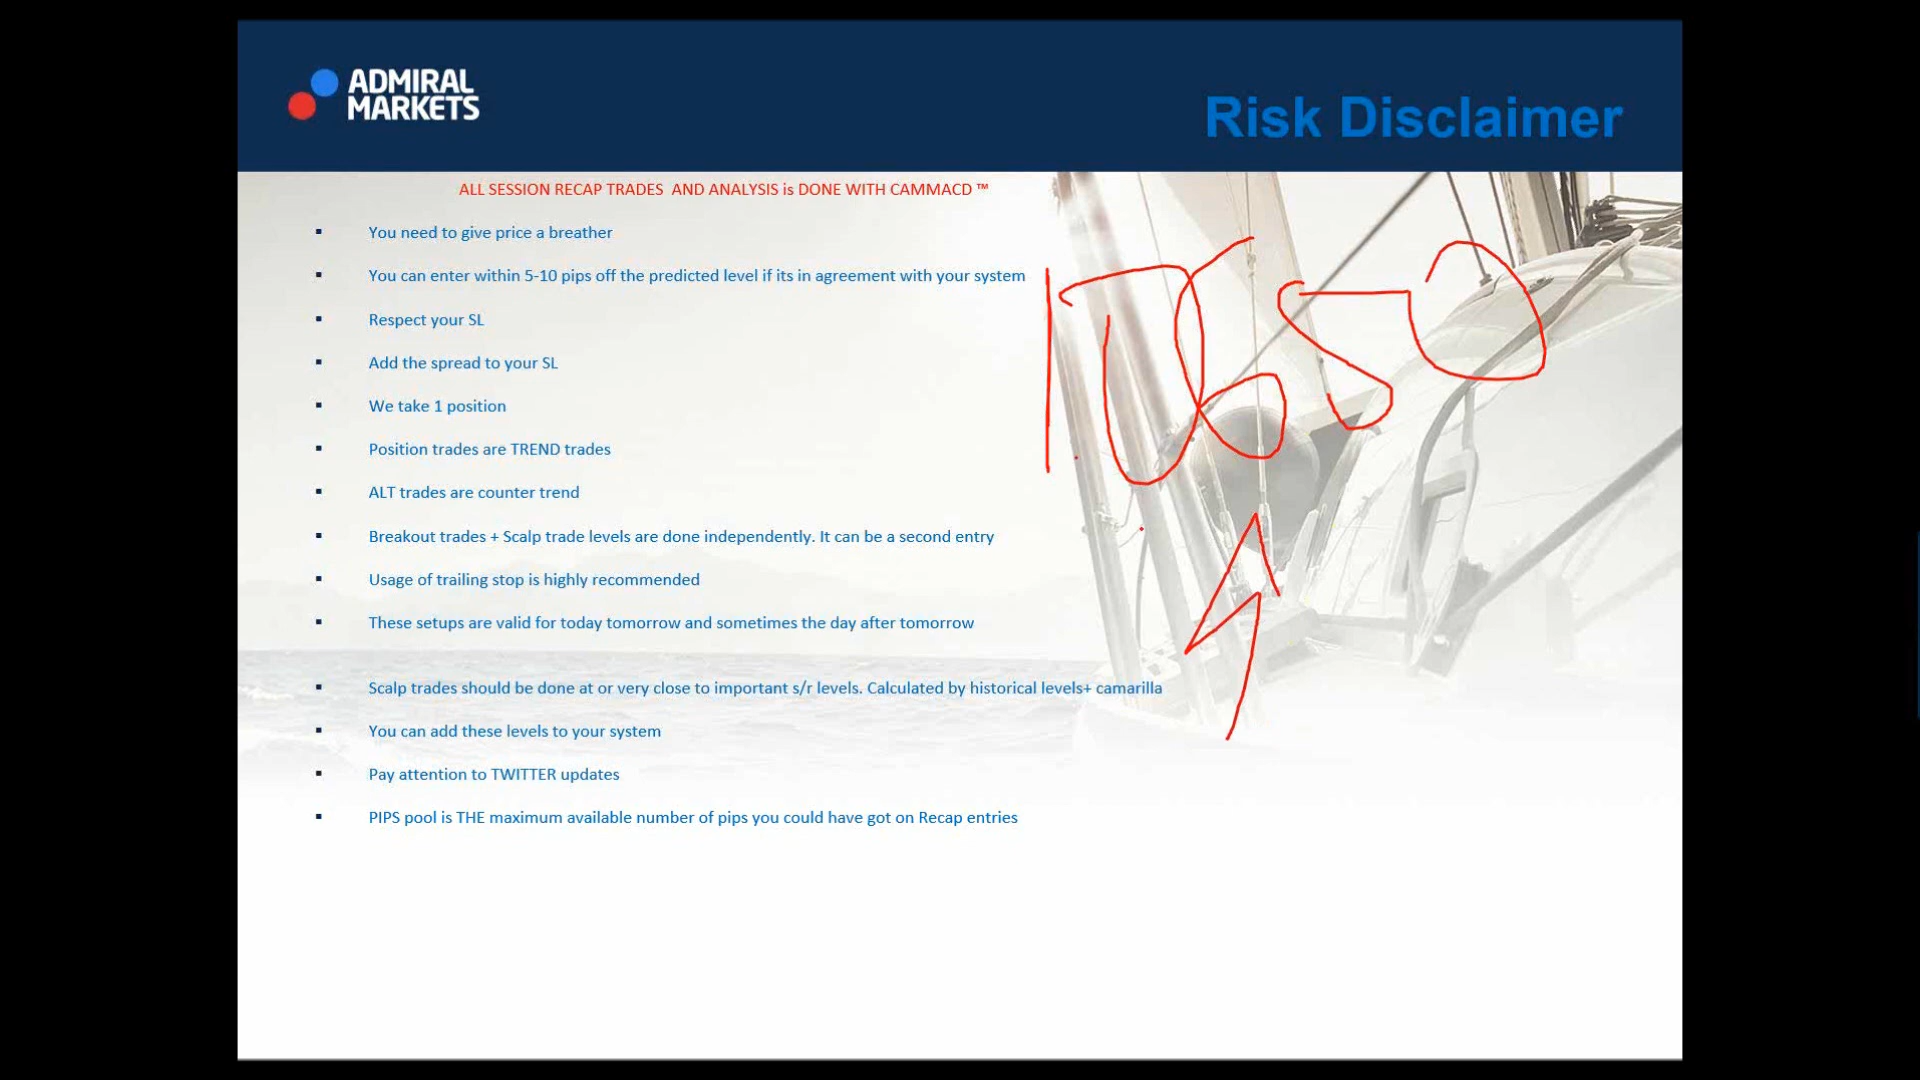 ADMIRAL
MARKETS
Risk Disclaimer
ALL SESSION RECAP TRADES AND ANALYSIS is DONE WITH CAMMACD ™
You need to give price a breather
You can enter within 5-10 pips off the predicted level if its in agreement with your system
Respect your SL
Add the spread to your SL
We take 1 position
Position trades are TREND trades
ALT trades are counter trend
Breakout trades + Scalp trade levels are done independently. It can be a second entry
Usage of trailing stop is highly recommended
These setups are valid for today tomorrow and sometimes the day after tomorrow
Scalp trades should be done at or very close to important s/r levels. Calculated by historical levels+ camarilla
You can add these levels to your system
Pay attention to TWITTER updates
PIPS pool is THE maximum available number of pips you could have got on Recap entries